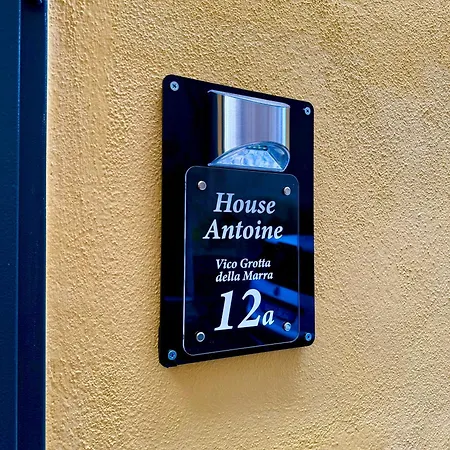 House
Antoine
Vico Grotta
della Marra
12a